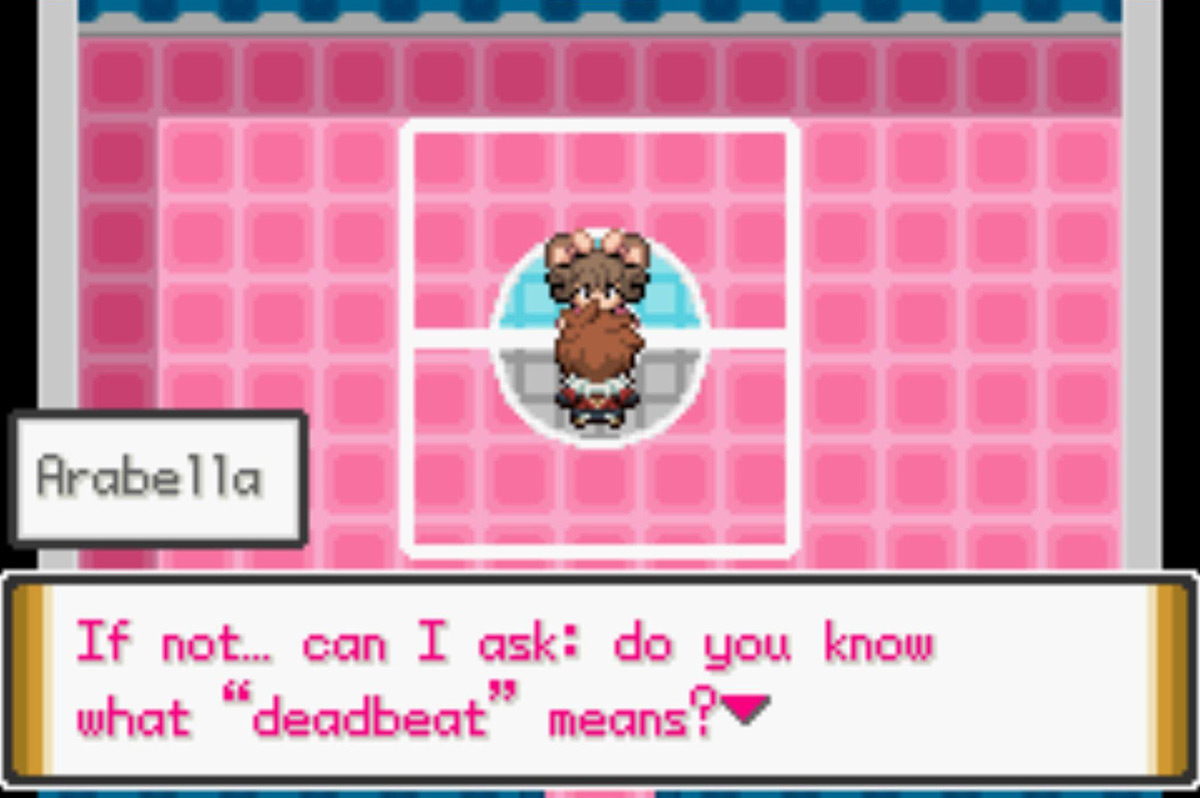 Arabella
If not… can I ask: do you know
what “deadbeat” means?